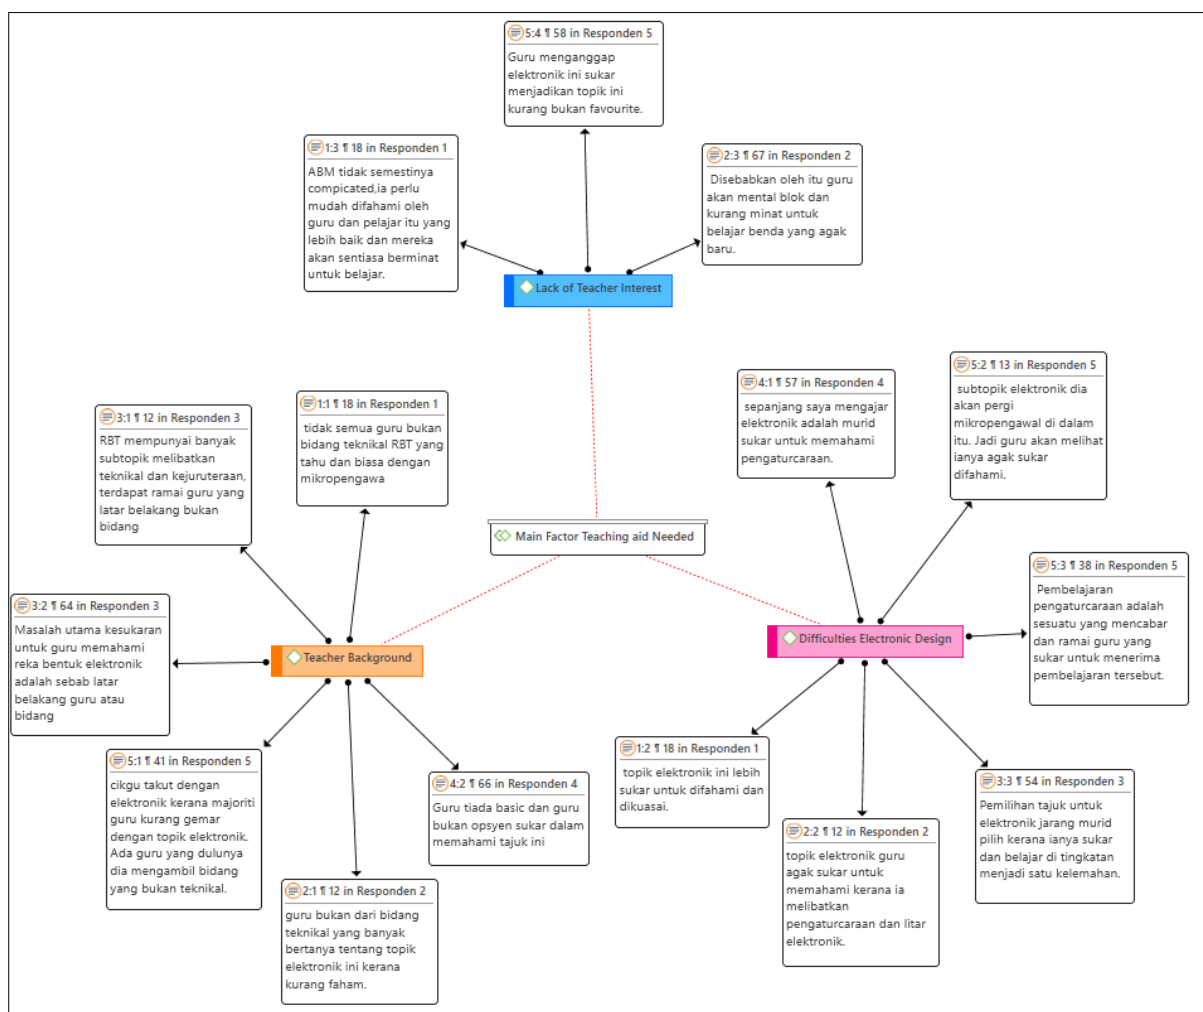 5:4 ¶ 58 in Responden 5
Guru menganggap
elektronik ini sukar
menjadikan topik ini
kurang bukan favourite.
1:3 ¶ 18 in Responden 1
ABM tidak semestinya
compicated,ia perlu
mudah difahami oleh
guru dan pelajar itu yang
lebih baik dan mereka
akan sentiasa berminat
untuk belajar.
2:3 ¶ 67 in Responden 2
Disebabkan oleh itu guru
akan mental blok dan
kurang minat untuk
belajar benda yang agak
baru.
Lack of Teacher Interest
5:2 ¶ 13 in Responden 5
subtopik elektronik dia
akan pergi
mikropengawal di dalam
itu. Jadi guru akan melihat
ianya agak sukar
difahami.
4:1 ¶ 57 in Responden 4
sepanjang saya mengajar
elektronik adalah murid
sukar untuk memahami
pengaturcaraan.
1:1 ¶ 18 in Responden 1
tidak semua guru bukan
bidang teknikal RBT yang
tahu dan biasa dengan
mikropengawa
3:1 ¶ 12 in Responden 3
RBT mempunyai banyak
subtopik melibatkan
teknikal dan kejuruteraan,
terdapat ramai guru yang
latar belakang bukan
bidang
Main Factor Teaching aid Needed
5:3 ¶ 38 in Responden 5
Pembelajaran
pengaturcaraan adalah
sesuatu yang mencabar
dan ramai guru yang
sukar untuk menerima
pembelajaran tersebut.
3:2 ¶ 64 in Responden 3
Masalah utama kesukaran
untuk guru memahami
reka bentuk elektronik
adalah sebab latar
belakang guru atau
bidang
Teacher Background
Difficulties Electronic Design
5:1 ¶ 41 in Responden 5
cikgu takut dengan
elektronik kerana majoriti
guru kurang gemar
dengan topik elektronik.
Ada guru yang dulunya
dia mengambil bidang
yang bukan teknikal.
4:2 ¶ 66 in Responden 4
Guru tiada basic dan guru
bukan opsyen sukar dalam
memahami tajuk ini
1:2 ¶ 18 in Responden 1
topik elektronik ini lebih
sukar untuk difahami dan
dikuasai.
3:3 ¶ 54 in Responden 3
Pemilihan tajuk untuk
elektronik jarang murid
pilih kerana ianya sukar
dan belajar di tingkatan
menjadi satu kelemahan.
2:2 ¶ 12 in Responden 2
topik elektronik guru
agak sukar untuk
memahami kerana ia
melibatkan
pengaturcaraan dan litar
elektronik.
2:1 ¶ 12 in Responden 2
guru bukan dari bidang
teknikal yang banyak
bertanya tentang topik
elektronik ini kerana
kurang faham.